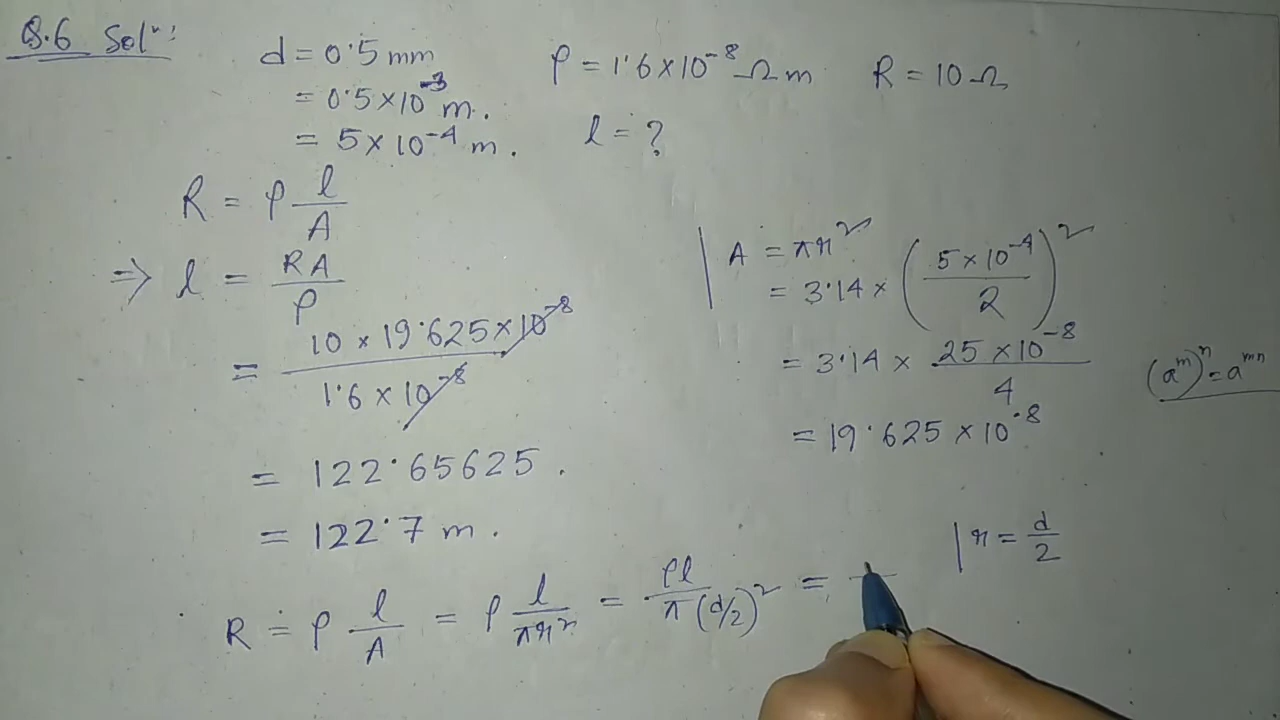 Q.6 Solⁿ:
d = 0.5 mm
= 0.5 × 10⁻³ m.
= 5 × 10⁻⁴ m.
ρ = 1.6 × 10⁻⁸ Ω m
R = 10 Ω
l = ?
R = ρ l/A
⇒ l = RA/ρ
= (10 × 19.625 × 10⁻⁸)/(1.6 × 10⁻⁸)
= 122.65625.
= 122.7 m.
A = πr²
= 3.14 × (5 × 10⁻⁴/2)²
= 3.14 × (25 × 10⁻⁸)/4
= 19.625 × 10⁻⁸
(aᵐ)ⁿ = aᵐⁿ
R = ρ l/A = ρ l/πr² = ρl/π(d/2)² =
r = d/2